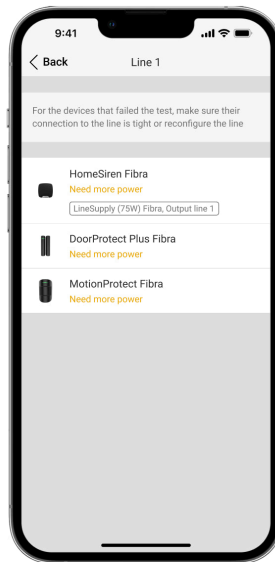 9:41
Back
Line 1
For the devices that failed the test, make sure their
connection to the line is tight or reconfigure the line
HomeSiren Fibra
Need more power
LineSupply (75W) Fibra, Output line 1
DoorProtect Plus Fibra
Need more power
MotionProtect Fibra
Need more power